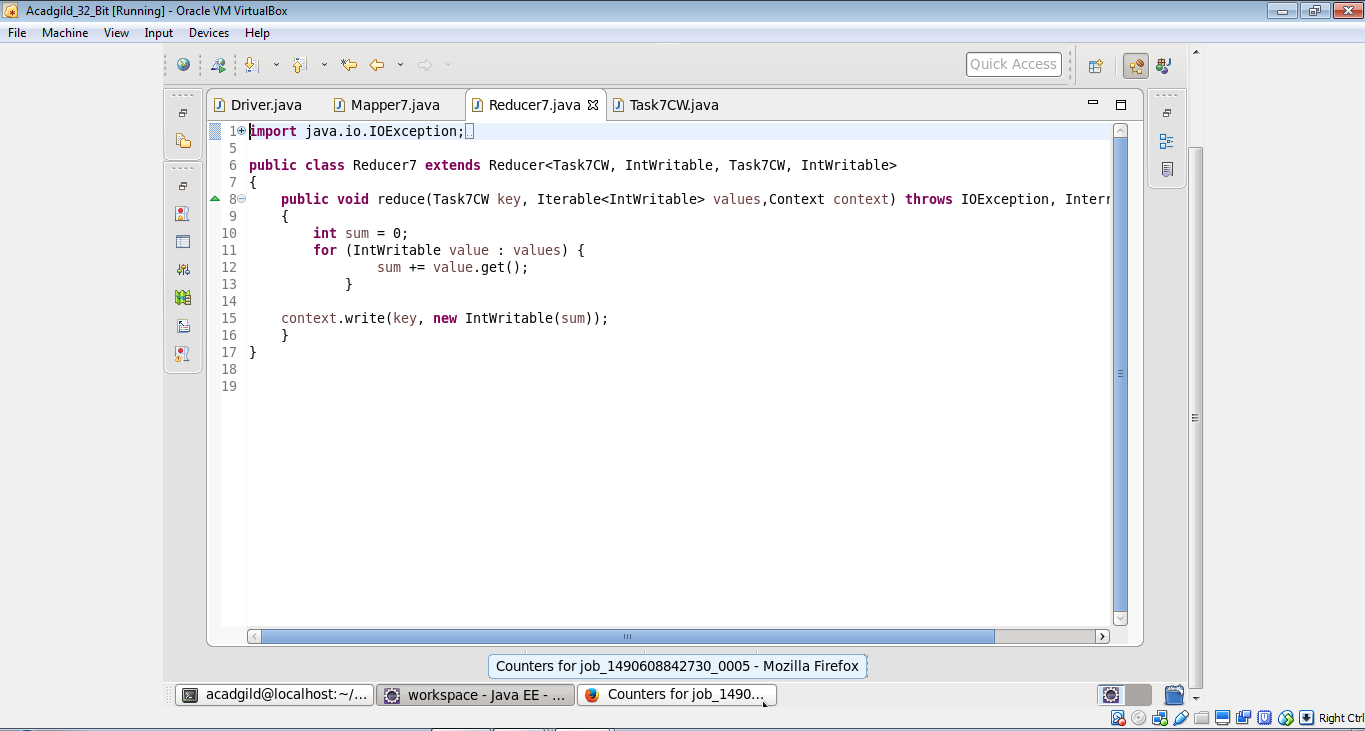 Acadgild_32_Bit [Running] - Oracle VM VirtualBox
File Machine View Input Devices Help
Quick Access
Driver.java Mapper7.java Reducer7.java Task7CW.java
1 import java.io.IOException;
5
6 public class Reducer7 extends Reducer<Task7CW, IntWritable, Task7CW, IntWritable>
7 {
8 public void reduce(Task7CW key, Iterable<IntWritable> values,Context context) throws IOException, Interr
9 {
10 int sum = 0;
11 for (IntWritable value : values) {
12 sum += value.get();
13 }
14
15 context.write(key, new IntWritable(sum));
16 }
17 }
18
19
Counters for job_1490608842730_0005 - Mozilla Firefox
acadgild@localhost:~/... workspace - Java EE - ... Counters for job_1490...
Right Ctrl